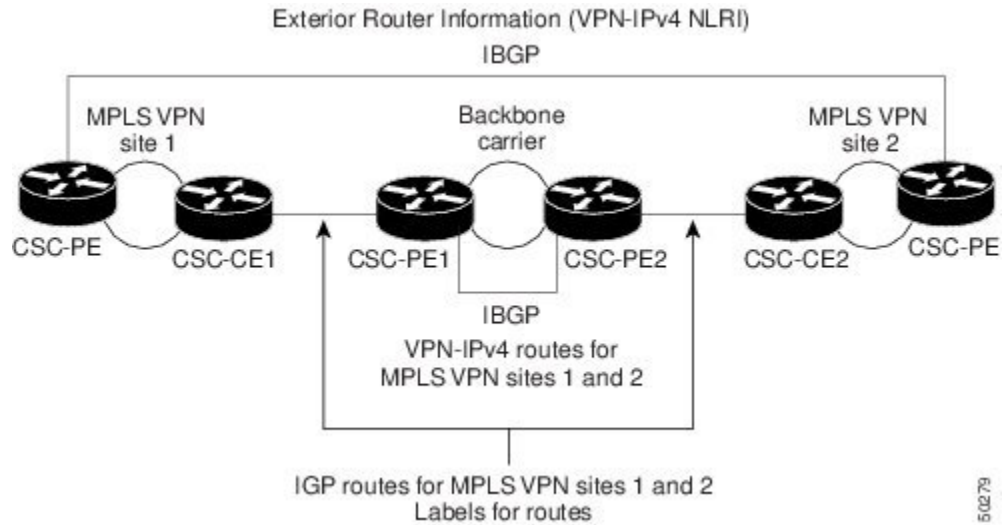 Exterior Router Information (VPN-IPv4 NLRI)
IBGP
MPLS VPN
site 1
Backbone
carrier
MPLS VPN
site 2
CSC-PE
CSC-CE1
CSC-PE1
CSC-PE2
CSC-CE2
CSC-PE
IBGP
VPN-IPv4 routes for
MPLS VPN sites 1 and 2
IGP routes for MPLS VPN sites 1 and 2
Labels for routes
50279